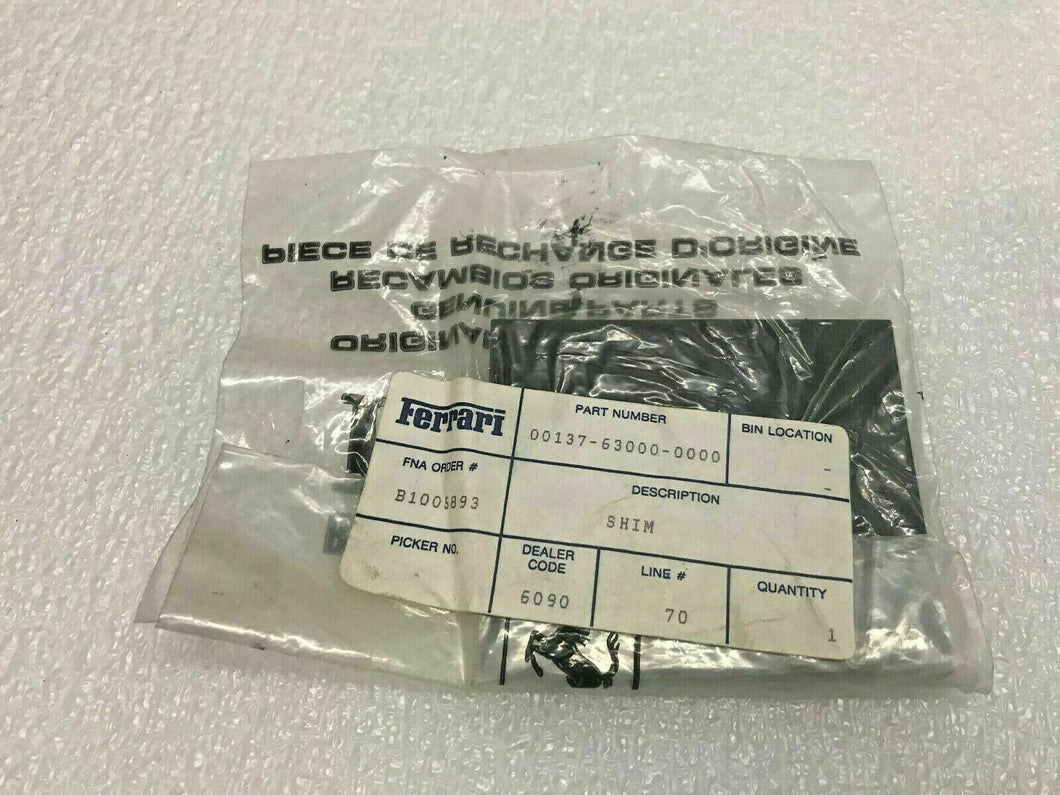 PIECE DE RECHANGE D'ORIGINE
RECAMBIOS ORIGINALES
GENUINE PARTS
Ferrari
PART NUMBER
00137-63000-0000
BIN LOCATION
-
-
FNA ORDER #
DESCRIPTION
SHIM
PICKER NO.
DEALER CODE
6090
LINE #
70
QUANTITY
1